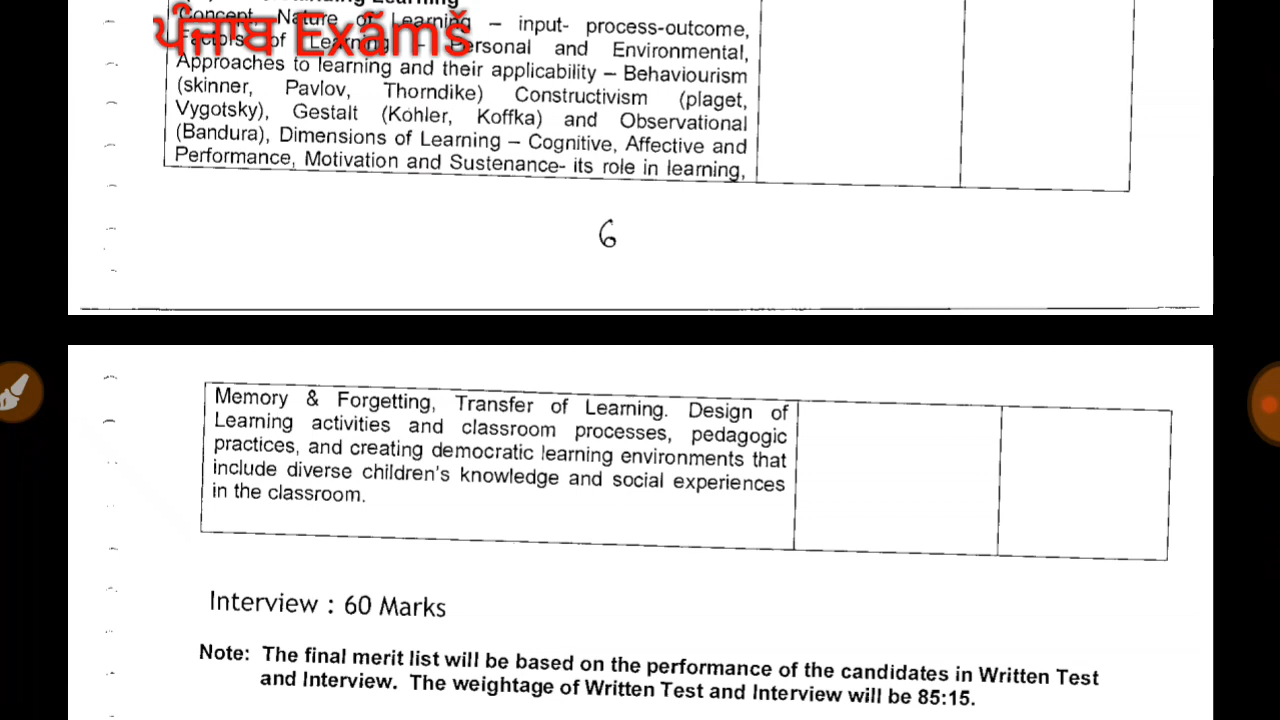 Learning
Concept, Nature of Learning – input- process-outcome,
ਪੰਜਾਬ Exāmš
Factors of Learning – Personal and Environmental,
Approaches to learning and their applicability – Behaviourism
(skinner, Pavlov, Thorndike) Constructivism (plaget,
Vygotsky), Gestalt (Kohler, Koffka) and Observational
(Bandura), Dimensions of Learning – Cognitive, Affective and
Performance, Motivation and Sustenance- its role in learning,
6
Memory & Forgetting, Transfer of Learning. Design of
Learning activities and classroom processes, pedagogic
practices, and creating democratic learning environments that
include diverse children's knowledge and social experiences
in the classroom.
Interview : 60 Marks
Note: The final merit list will be based on the performance of the candidates in Written Test
and Interview. The weightage of Written Test and Interview will be 85:15.